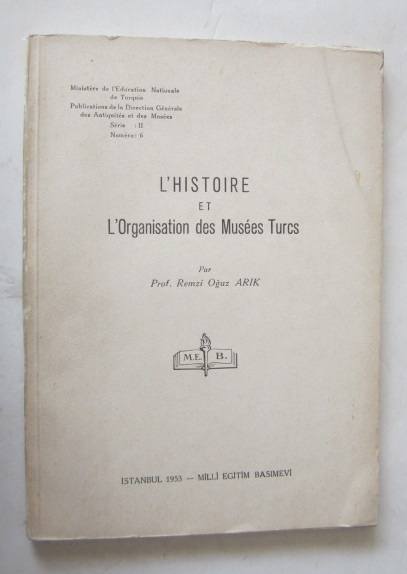 Ministère de l'Éducation Nationale
de Turquie
Publications de la Direction Générale
des Antiquités et des Musées
Série : II
Numéro: 6
L'HISTOIRE
ET
L'Organisation des Musées Turcs
Par
Prof. Remzi Oğuz ARIK
M.E. B.
İSTANBUL 1953 — MİLLÎ EĞİTİM BASIMEVİ